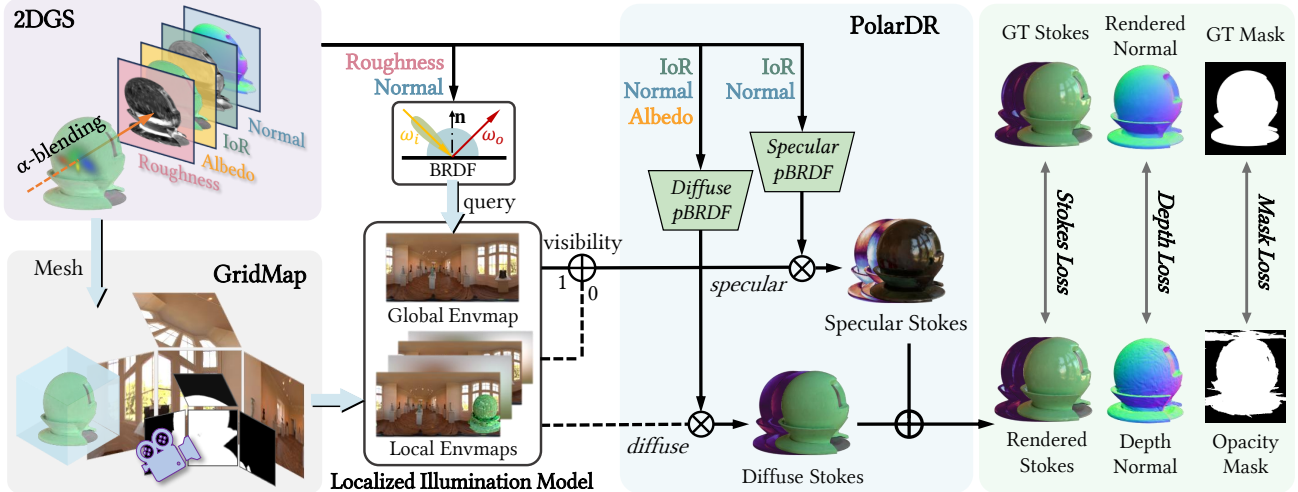 2DGS
α-blending
Normal
IoR
Albedo
Roughness
Mesh
GridMap
Roughness
Normal
n
ωi
ωo
BRDF
query
Global Envmap
Local Envmaps
Localized Illumination Model
visibility
1
0
PolarDR
IoR
Normal
Albedo
IoR
Normal
Diffuse
pBRDF
Specular
pBRDF
specular
diffuse
Specular Stokes
Diffuse Stokes
GT Stokes
Rendered
Normal
GT Mask
Stokes Loss
Depth Loss
Mask Loss
Rendered
Stokes
Depth
Normal
Opacity
Mask